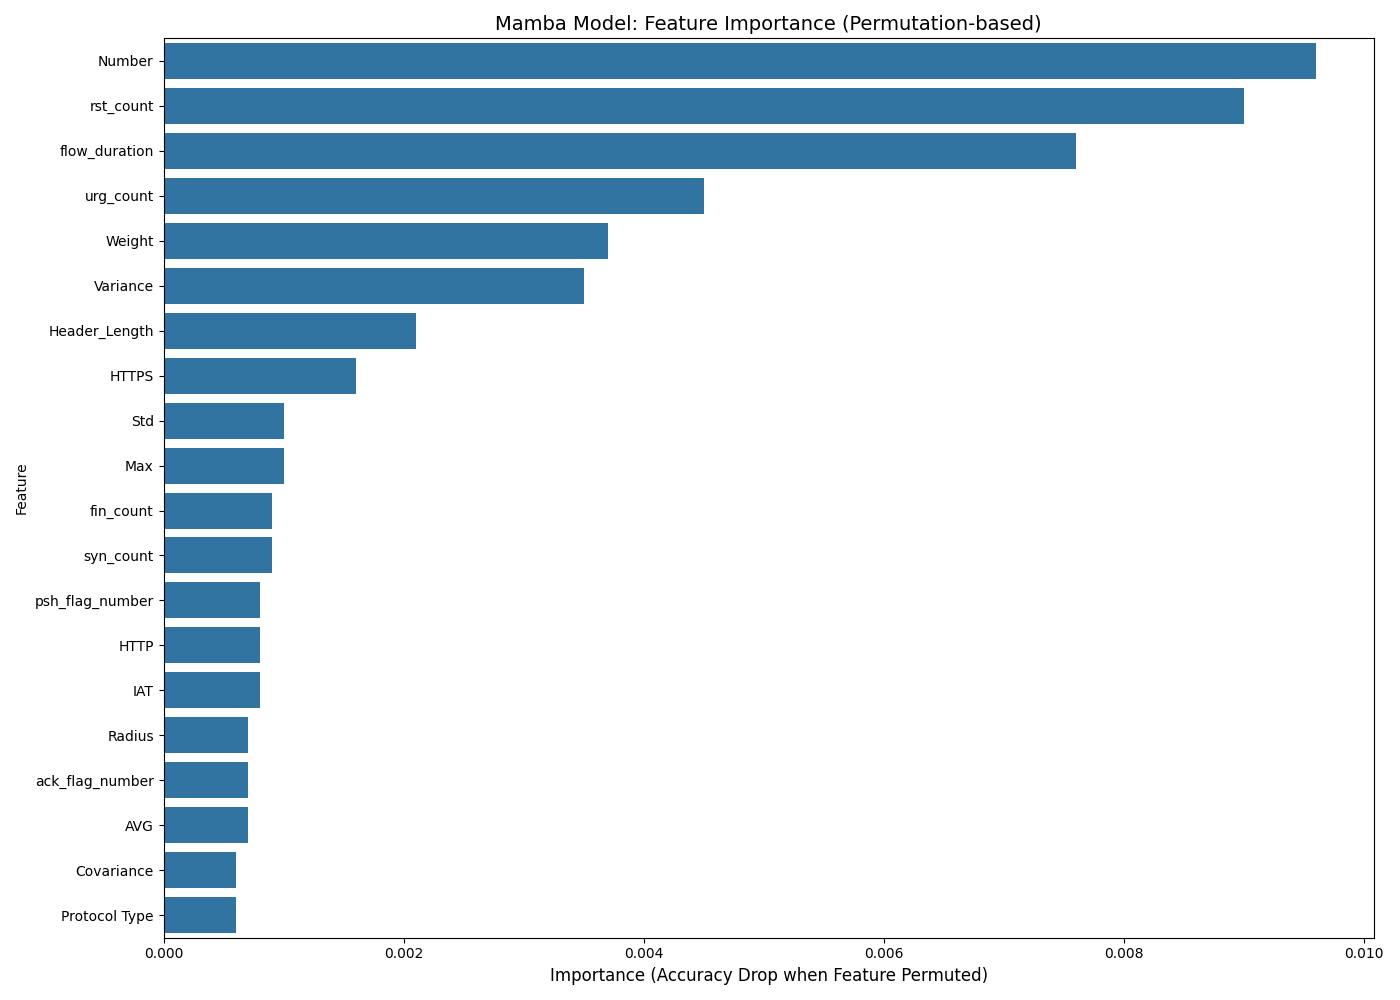 Mamba Model: Feature Importance (Permutation-based)
Number
rst_count
flow_duration
urg_count
Weight
Variance
Header_Length
HTTPS
Std
Max
fin_count
syn_count
psh_flag_number
HTTP
IAT
Radius
ack_flag_number
AVG
Covariance
Protocol Type
Feature
0.000 0.002 0.004 0.006 0.008 0.010
Importance (Accuracy Drop when Feature Permuted)